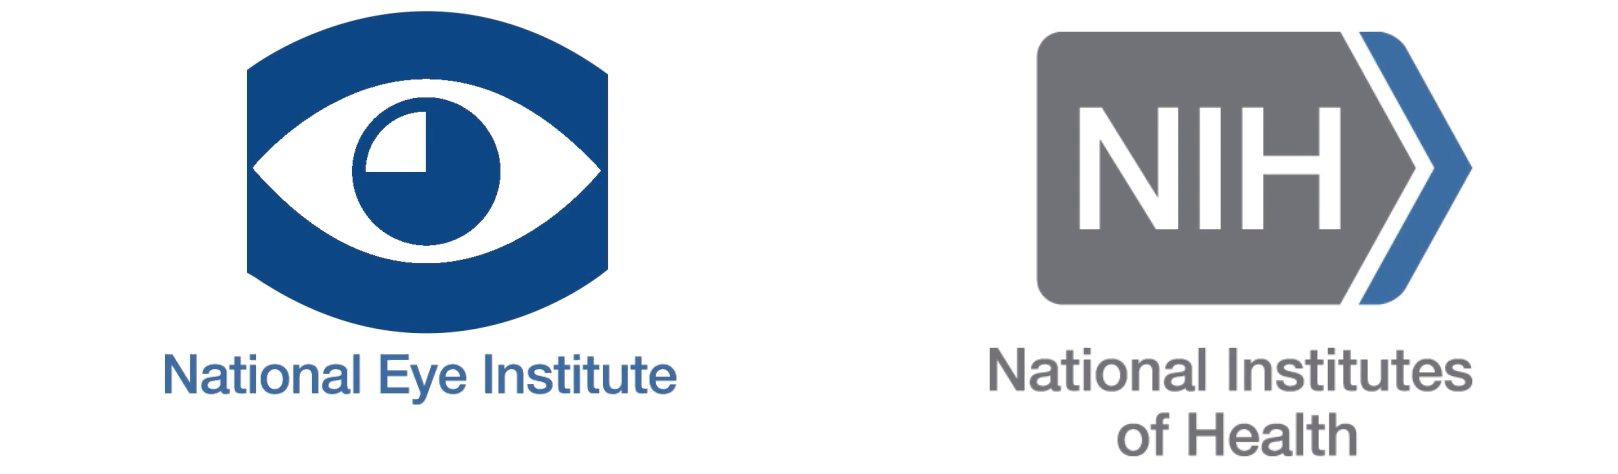 National Eye Institute
NIH
National Institutes
of Health